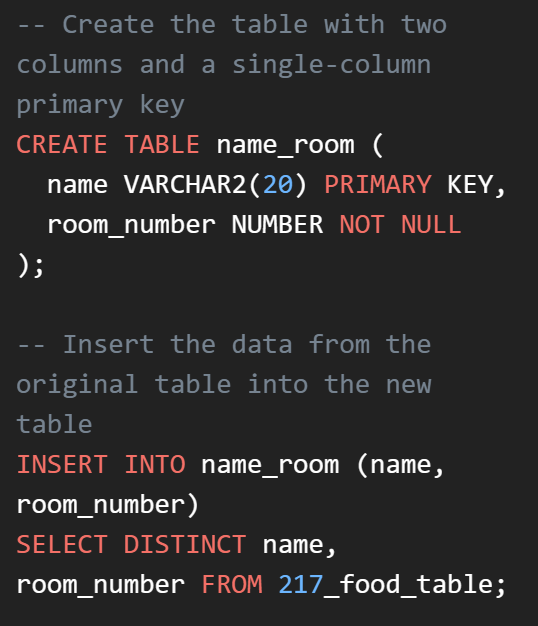 -- Create the table with two
columns and a single-column
primary key
CREATE TABLE name_room (
  name VARCHAR2(20) PRIMARY KEY,
  room_number NUMBER NOT NULL
);

-- Insert the data from the
original table into the new
table
INSERT INTO name_room (name,
room_number)
SELECT DISTINCT name,
room_number FROM 217_food_table;